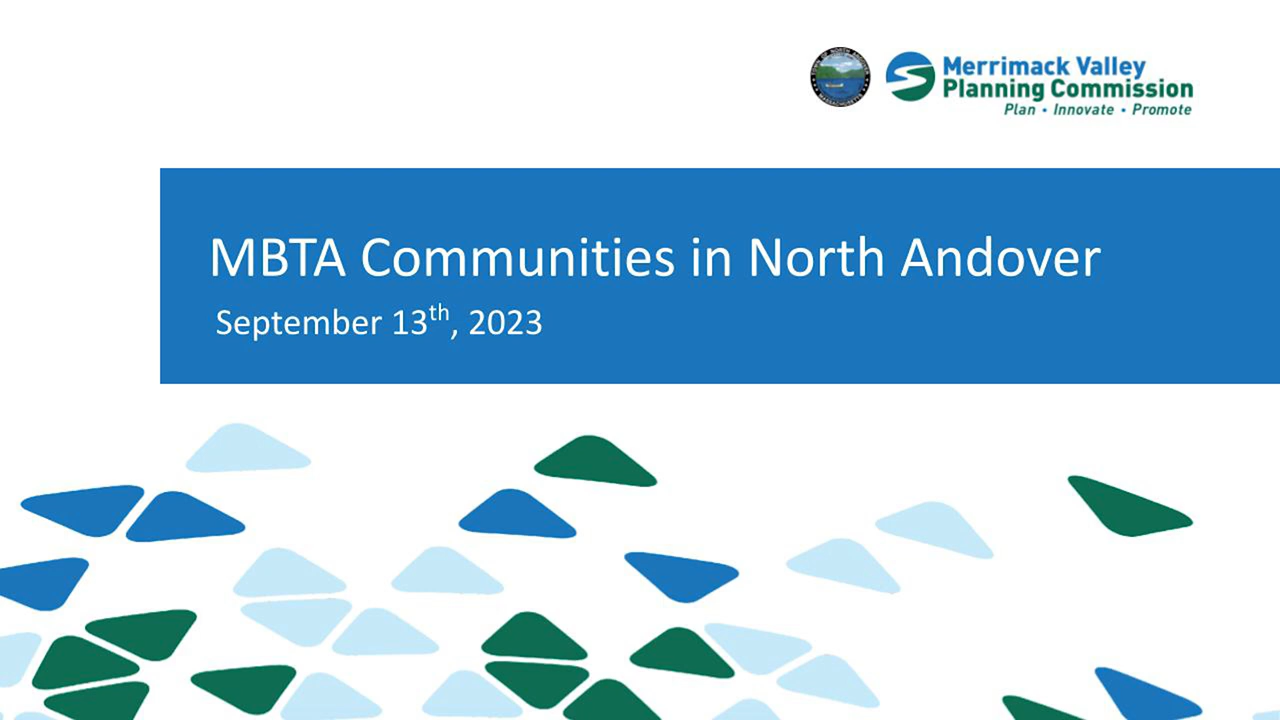 Merrimack Valley
Planning Commission
Plan • Innovate • Promote
MBTA Communities in North Andover
September 13th, 2023